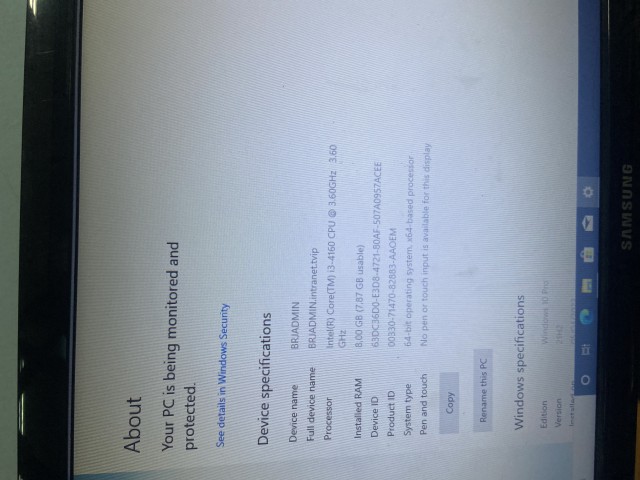 About
Your PC is being monitored and
protected.
See details in Windows Security
Device specifications
Device name BRJADMIN
Full device name BRJADMIN.intranet.tvip
Processor Intel(R) Core(TM) i3-4160 CPU @ 3.60GHz 3.60
GHz
Installed RAM 8.00 GB (7.87 GB usable)
Device ID 63DC36D0-E3D8-4721-80AF-507A0957ACEE
Product ID 00330-71470-82883-AAOEM
System type 64-bit operating system, x64-based processor
Pen and touch No pen or touch input is available for this display
Copy
Rename this PC
Windows specifications
Edition Windows 10 Pro
Version 21H2
Installed on
SAMSUNG